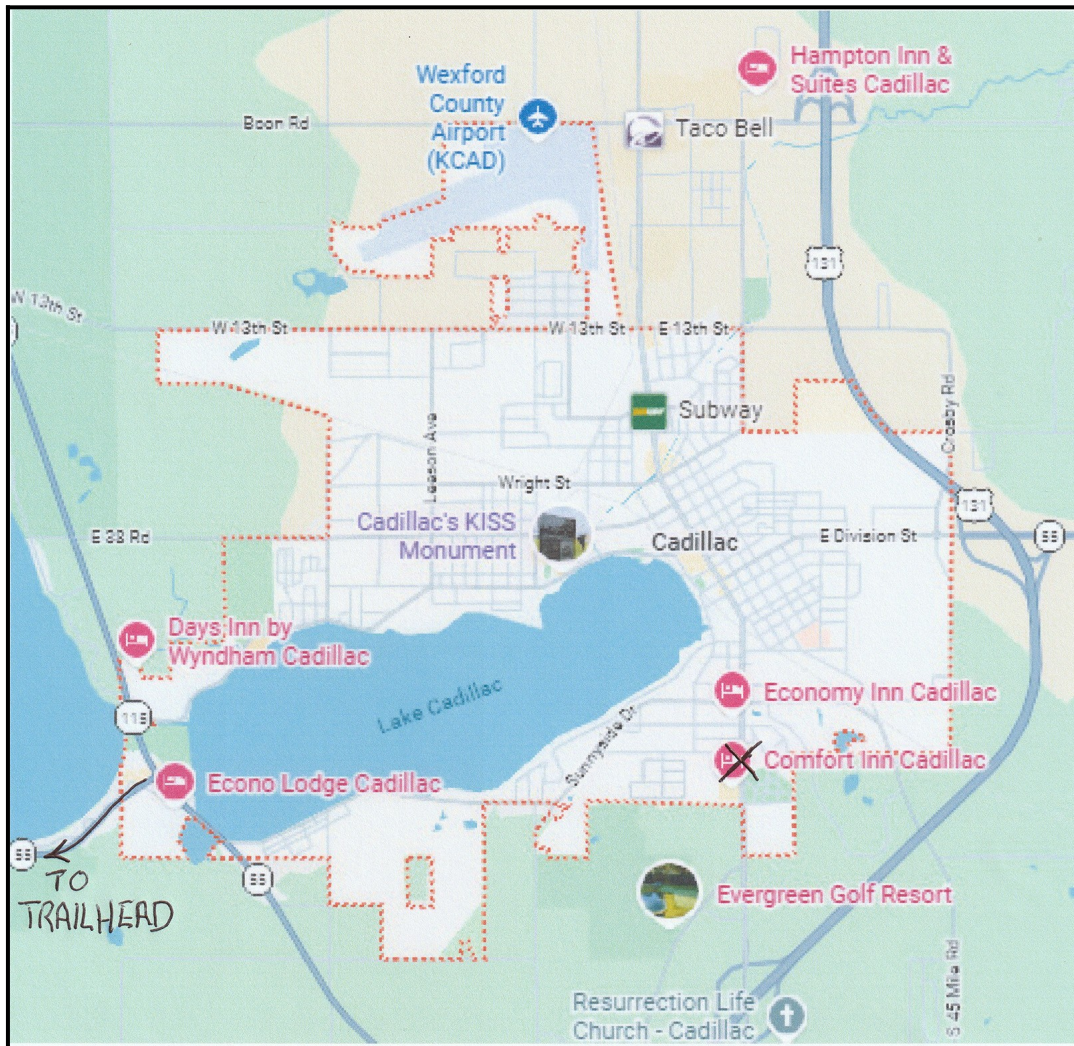 Hampton Inn &
Suites Cadillac
Wexford
County
Airport
(KCAD)
Boon Rd
Taco Bell
131
W 13th St
W 13th St
W 13th St
E 13th St
Crosby Rd
Subway
Leeson Ave
Wright St
131
Cadillac's KISS
Monument
E 33 Rd
Cadillac
E Division St
55
Days Inn by
Wyndham Cadillac
Economy Inn Cadillac
Lake Cadillac
115
Sunnyside Dr
Comfort Inn Cadillac
Econo Lodge Cadillac
55
TO
TRAILHEAD
55
Evergreen Golf Resort
S 45 Mile Rd
Resurrection Life
Church - Cadillac